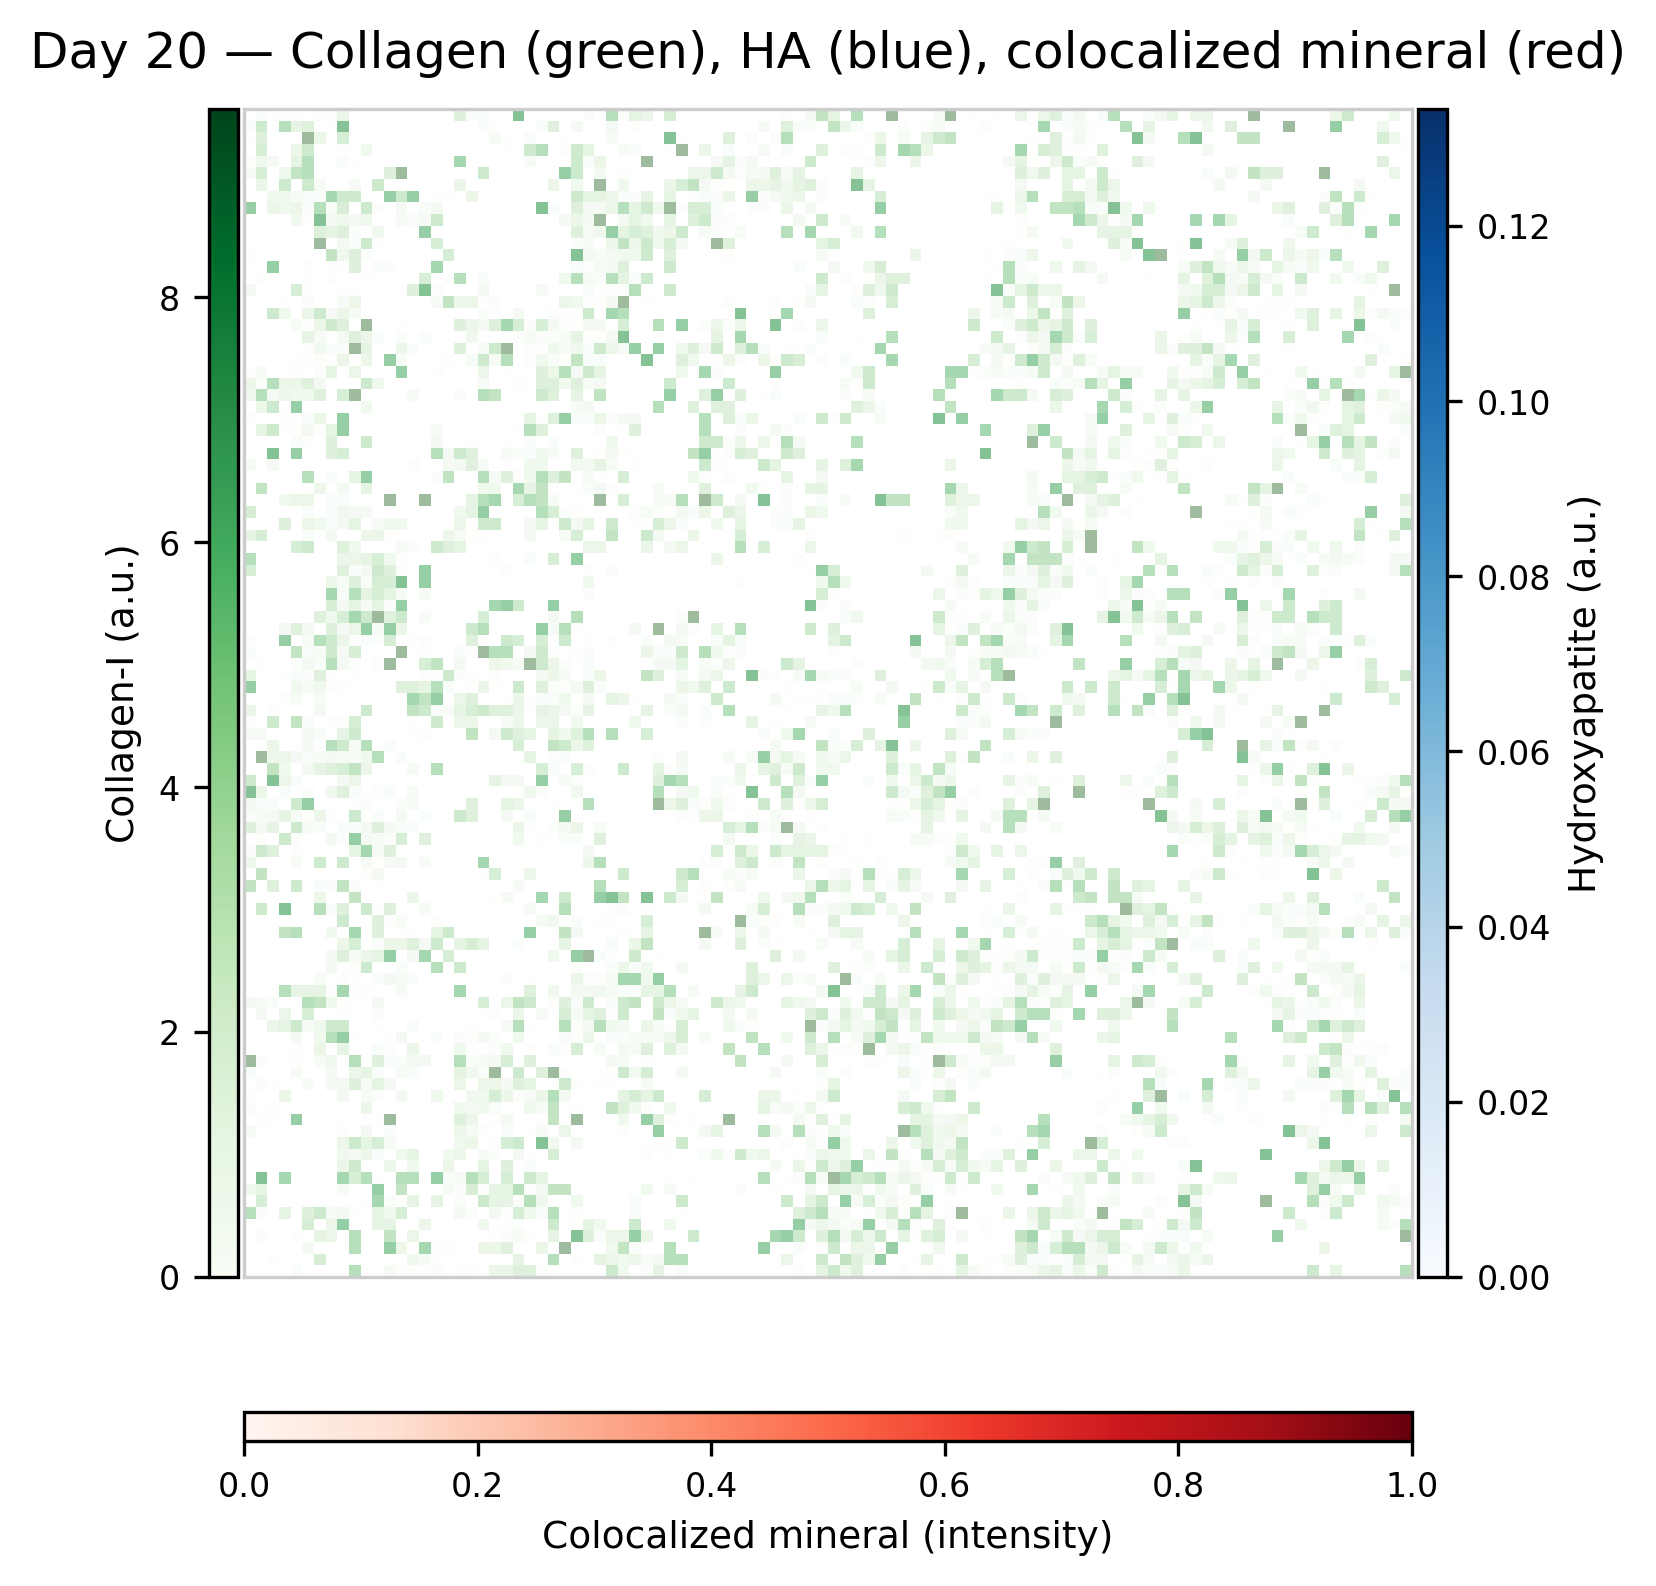 Day 20 — Collagen (green), HA (blue), colocalized mineral (red)
Collagen-I (a.u.)
8
6
4
2
0
0.12
0.10
0.08
0.06
0.04
0.02
0.00
Hydroxyapatite (a.u.)
0.0 0.2 0.4 0.6 0.8 1.0
Colocalized mineral (intensity)